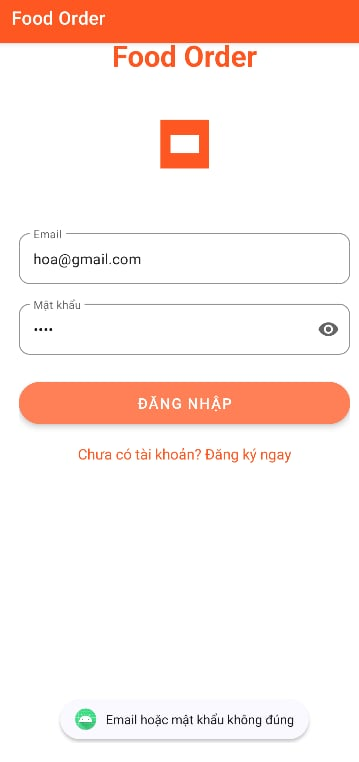 Food Order
Food Order
Email
hoa@gmail.com
Mật khẩu
••••
ĐĂNG NHẬP
Chưa có tài khoản? Đăng ký ngay
Email hoặc mật khẩu không đúng